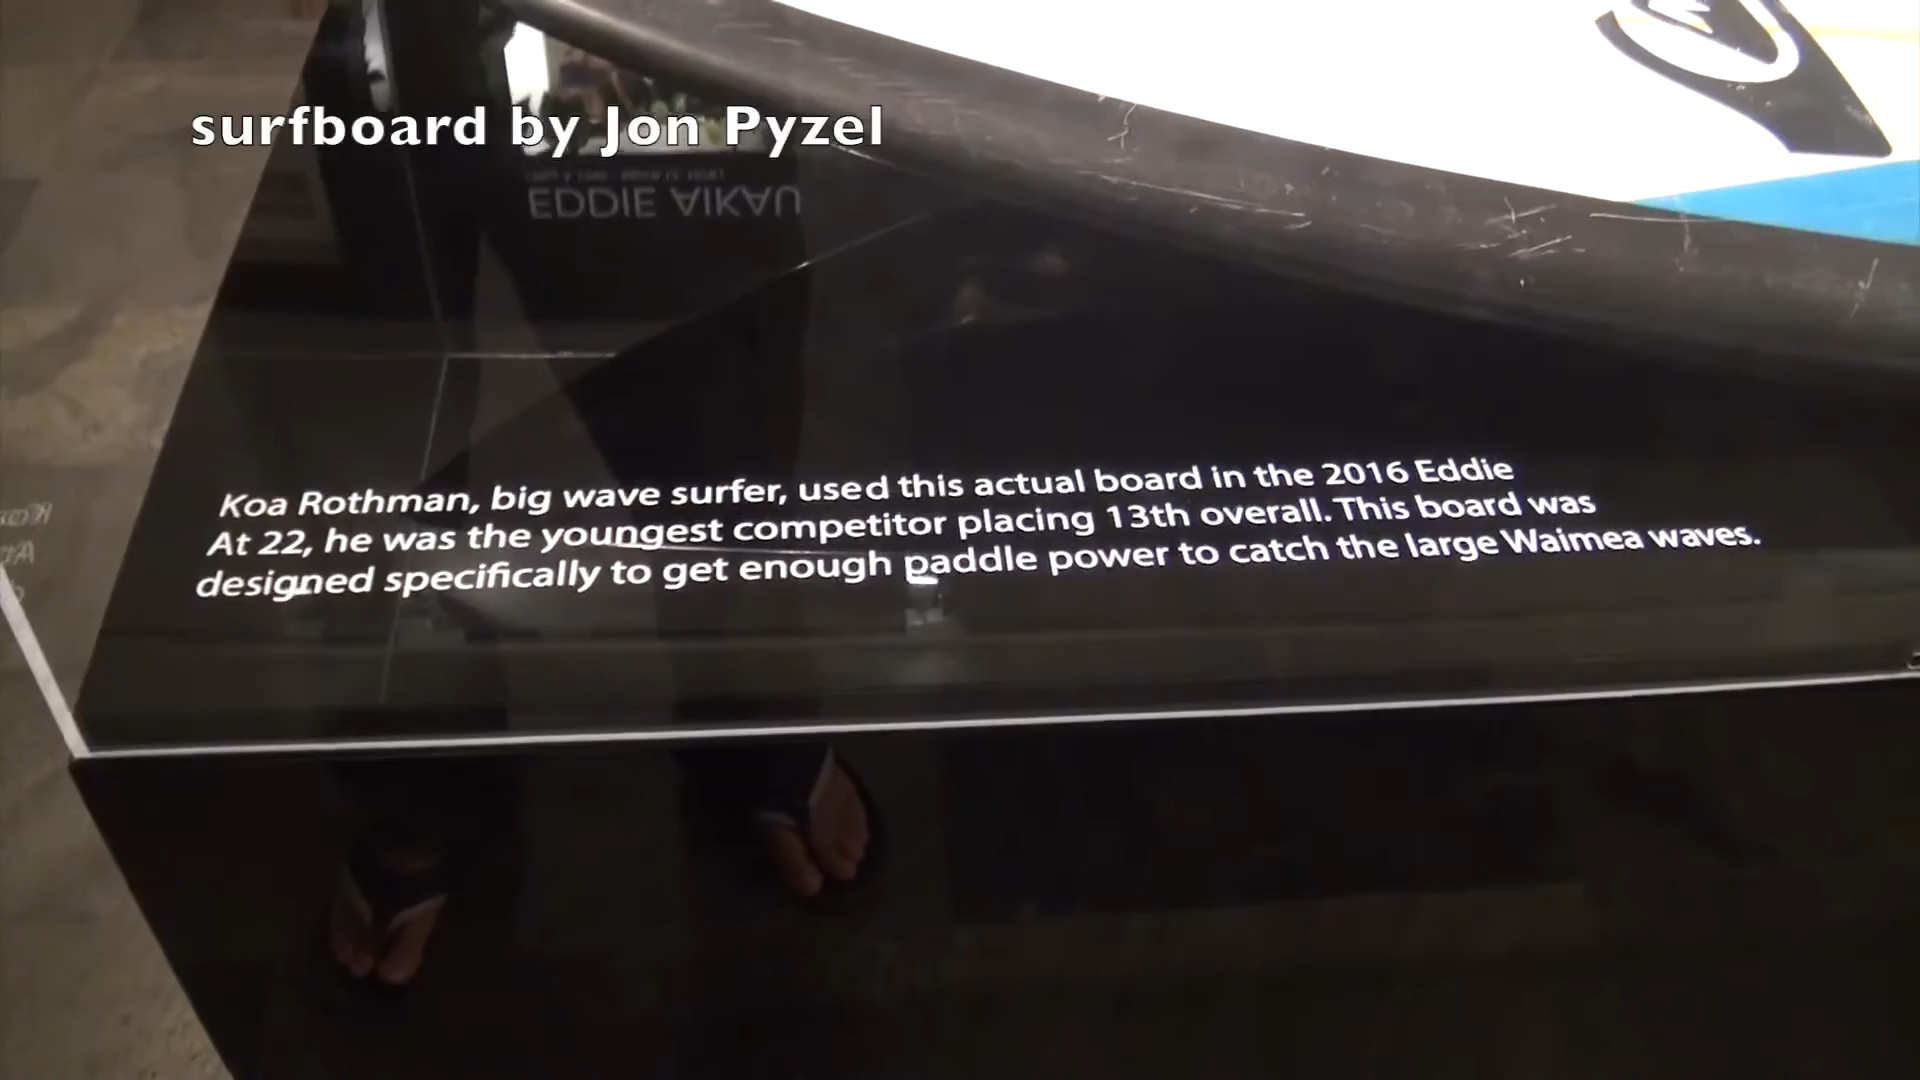 surfboard by Jon Pyzel
EDDIE AIKAU
Koa Rothman, big wave surfer, used this actual board in the 2016 Eddie
At 22, he was the youngest competitor placing 13th overall. This board was
designed specifically to get enough paddle power to catch the large Waimea waves.